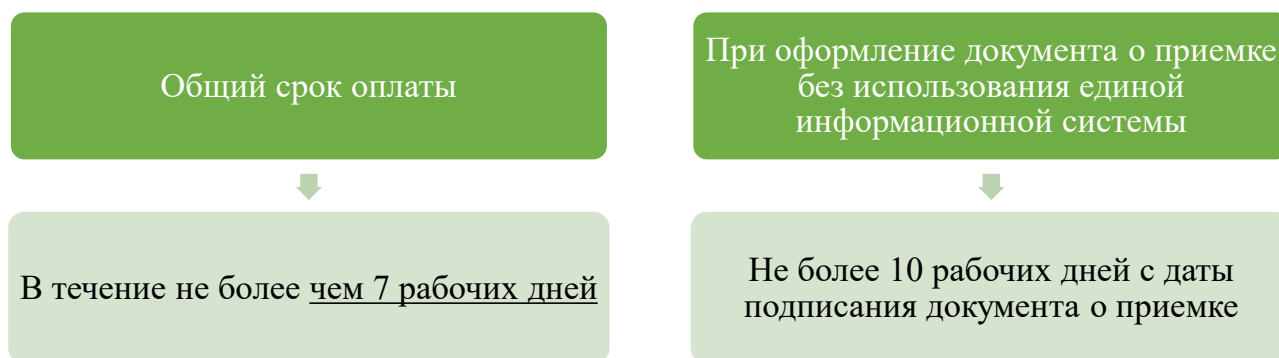 Общий срок оплаты
В течение не более чем 7 рабочих дней
При оформление документа о приемке
без использования единой
информационной системы
Не более 10 рабочих дней с даты
подписания документа о приемке